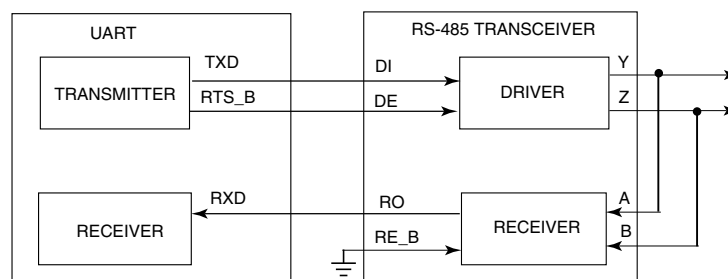 UART
RS-485 TRANSCEIVER
TRANSMITTER
TXD
RTS_B
DI
DE
DRIVER
Y
Z
RECEIVER
RXD
RO
RE_B
RECEIVER
A
B